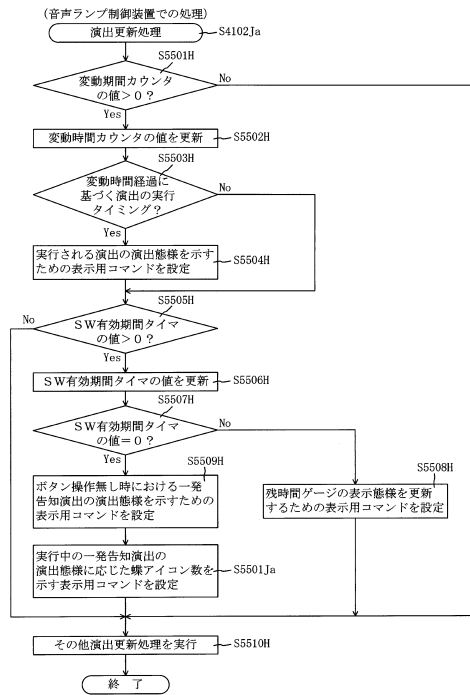 (音声ランプ制御装置での処理)
演出更新処理
S4102Ja
S5501H
変動期間カウンタ
の値>0?
No
Yes
変動時間カウンタの値を更新
S5502H
S5503H
変動時間経過に
基づく演出の実行
タイミング?
No
Yes
実行される演出の演出態様を示す
ための表示用コマンドを設定
S5504H
S5505H
No
SW有効期間タイマ
の値>0?
Yes
SW有効期間タイマの値を更新
S5506H
S5507H
SW有効期間タイマ
の値=0?
No
Yes
S5509H
ボタン操作無し時における一発
告知演出の演出態様を示すための
表示用コマンドを設定
S5508H
残時間ゲージの表示態様を更新
するための表示用コマンドを設定
実行中の一発告知演出の
演出態様に応じた蝶アイコン数を
示す表示用コマンドを設定
S5501Ja
その他演出更新処理を実行
S5510H
終了